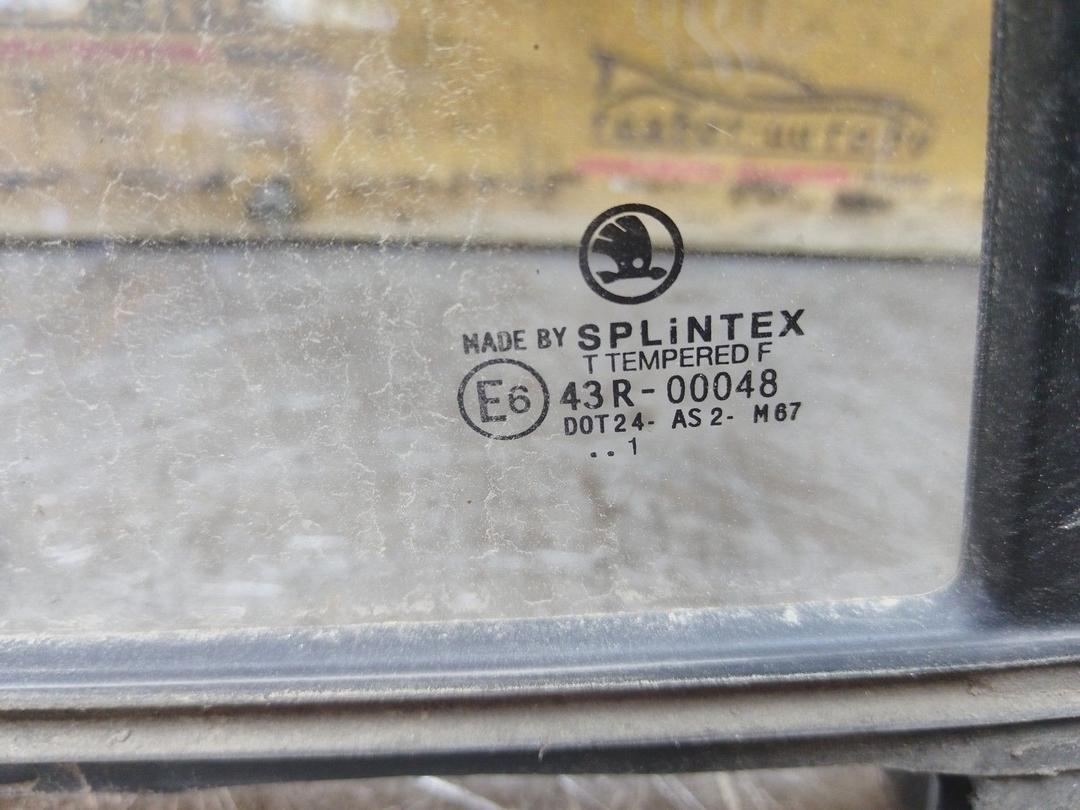 MADE BY SPLiNTEX
T TEMPERED F
E6 43R-00048
DOT24- AS2- M67
..1